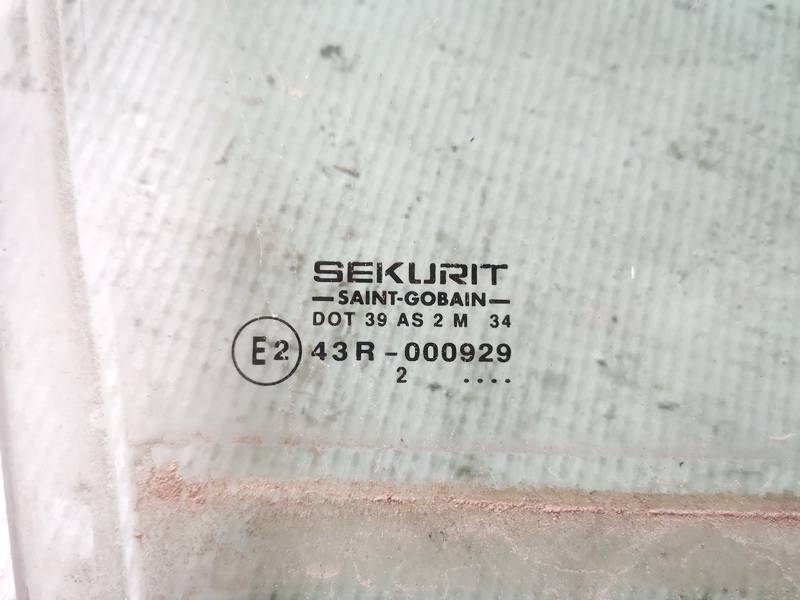 SEKURIT
—SAINT-GOBAIN—
DOT 39 AS 2 M 34
E2 43R-000929
2 ....